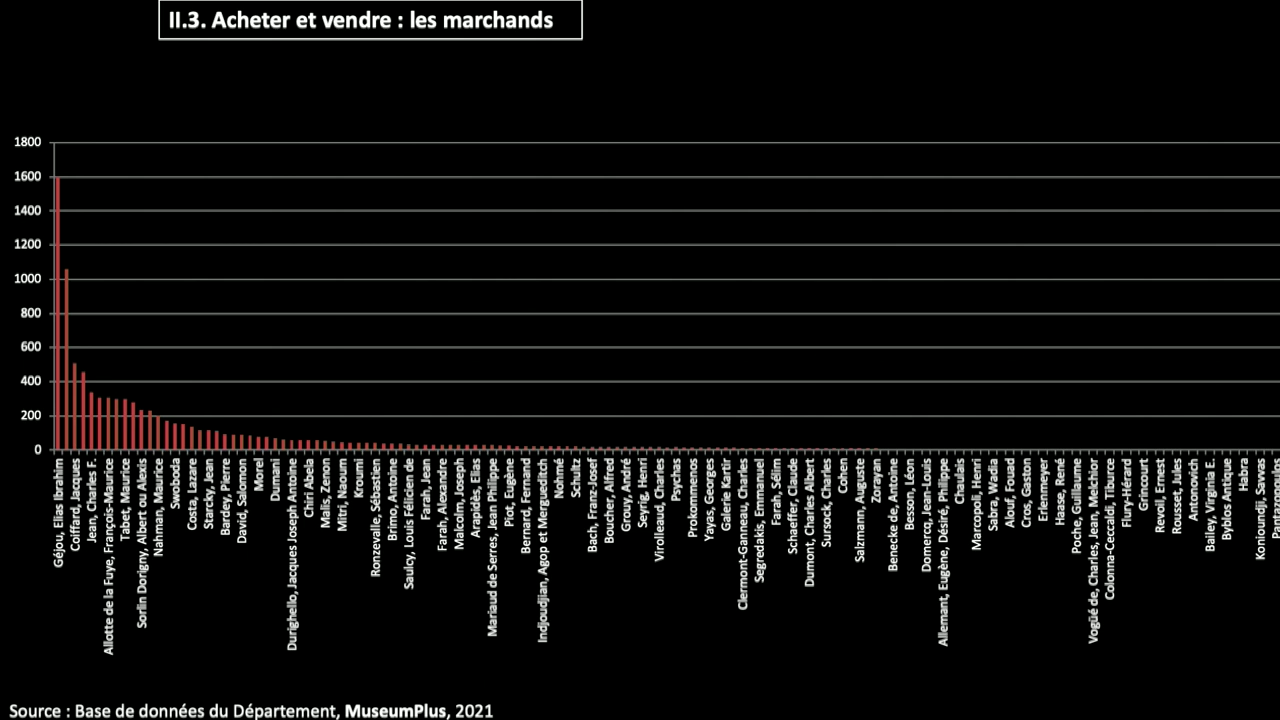 II.3. Acheter et vendre : les marchands
1800
1600
1400
1200
1000
800
600
400
200
0
Géjou, Elias Ibrahim
Coiffard, Jacques
Jean, Charles F.
Allotte de la Fuye, François-Maurice
Tabet, Maurice
Sorlin Dorigny, Albert ou Alexis
Nahman, Maurice
Swoboda
Costa, Lazare
Starcky, Jean
Bardey, Pierre
David, Salomon
Morel
Dumani
Durighello, Jacques Joseph Antoine
Chiri Abela
Malis, Zenon
Mitri, Naoum
Kroumi
Ronzevalle, Sébastien
Brimo, Antoine
Saulcy, Louis Félicien de
Farah, Jean
Farah, Alexandre
Malcolm, Joseph
Arapidès, Elias
Mariaud de Serres, Jean Philippe
Piot, Eugène
Bernard, Fernand
Indjoudjian, Agop et Mergueditch
Nohmé
Schultz
Bach, Franz-Josef
Boucher, Alfred
Grouy, André
Seyrig, Henri
Virolleaud, Charles
Psychas
Prokommenos
Yayas, Georges
Galerie Kartir
Clermont-Ganneau, Charles
Segredakis, Emmanuel
Farah, Sélim
Schaeffer, Claude
Dumont, Charles Albert
Sursock, Charles
Cohen
Salzmann, Auguste
Zorayan
Benecke de, Antoine
Besson, Léon
Domercq, Jean-Louis
Allemant, Eugène, Désiré, Philippe
Chaulais
Marcopoli, Henri
Sabra, Wadia
Alouf, Fouad
Cros, Gaston
Erlenmeyer
Haase, René
Poche, Guillaume
Vogüé de, Charles, Jean, Melchior
Colonna-Ceccaldi, Tiburce
Flury-Hérard
Grincourt
Revoil, Ernest
Rousset, Jules
Antonovich
Bailey, Virginia E.
Byblos Antique
Habra
Konioundji, Savvas
Source : Base de données du Département, MuseumPlus, 2021